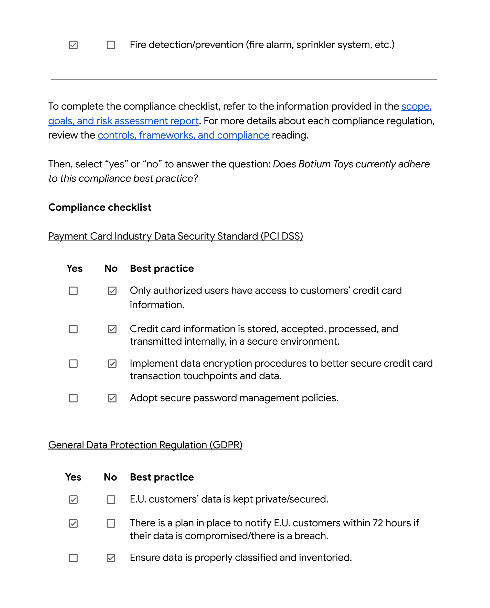 ☑ ☐ Fire detection/prevention (fire alarm, sprinkler system, etc.)
To complete the compliance checklist, refer to the information provided in the scope,
goals, and risk assessment report. For more details about each compliance regulation,
review the controls, frameworks, and compliance reading.
Then, select “yes” or “no” to answer the question: Does Botium Toys currently adhere
to this compliance best practice?
Compliance checklist
Payment Card Industry Data Security Standard (PCI DSS)
Yes No Best practice
☐ ☑ Only authorized users have access to customers’ credit card
information.
☐ ☑ Credit card information is stored, accepted, processed, and
transmitted internally, in a secure environment.
☐ ☑ Implement data encryption procedures to better secure credit card
transaction touchpoints and data.
☐ ☑ Adopt secure password management policies.
General Data Protection Regulation (GDPR)
Yes No Best practice
☑ ☐ E.U. customers’ data is kept private/secured.
☑ ☐ There is a plan in place to notify E.U. customers within 72 hours if
their data is compromised/there is a breach.
☐ ☑ Ensure data is properly classified and inventoried.